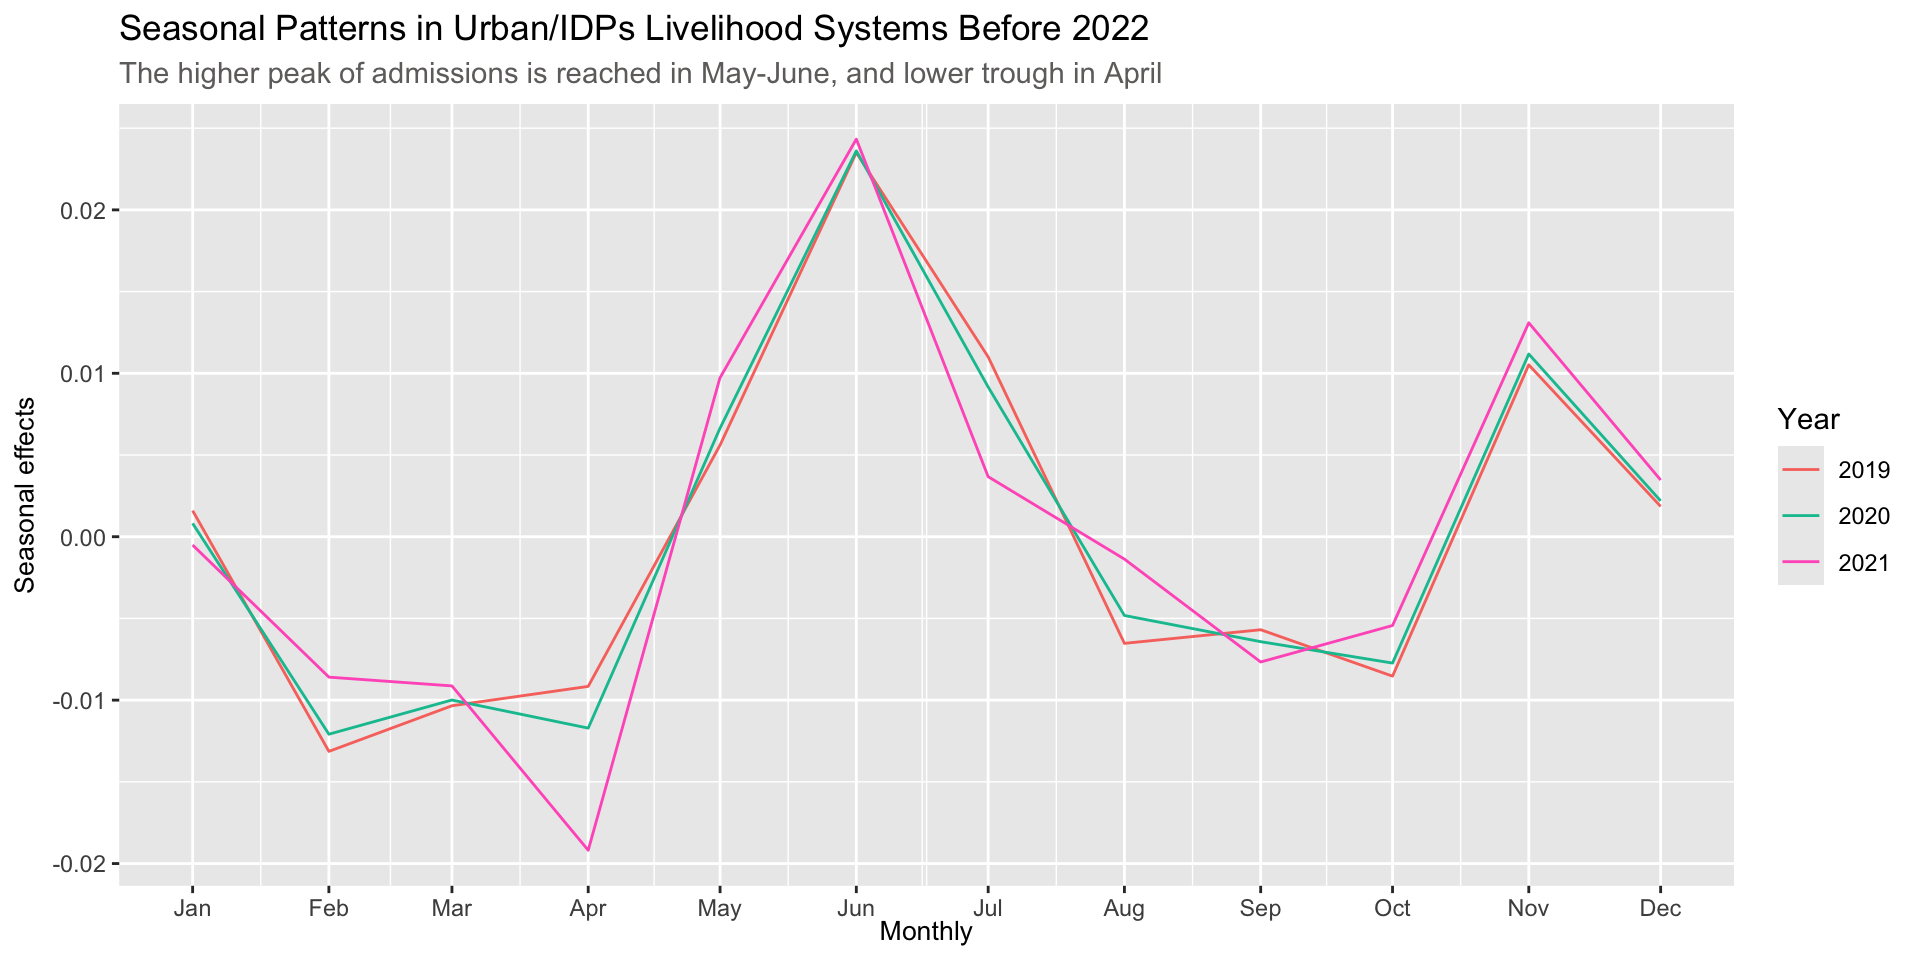 Seasonal Patterns in Urban/IDPs Livelihood Systems Before 2022
The higher peak of admissions is reached in May-June, and lower trough in April
Seasonal effects
0.02
0.01
0.00
-0.01
-0.02
Jan Feb Mar Apr May Jun Jul Aug Sep Oct Nov Dec
Monthly
Year
2019
2020
2021